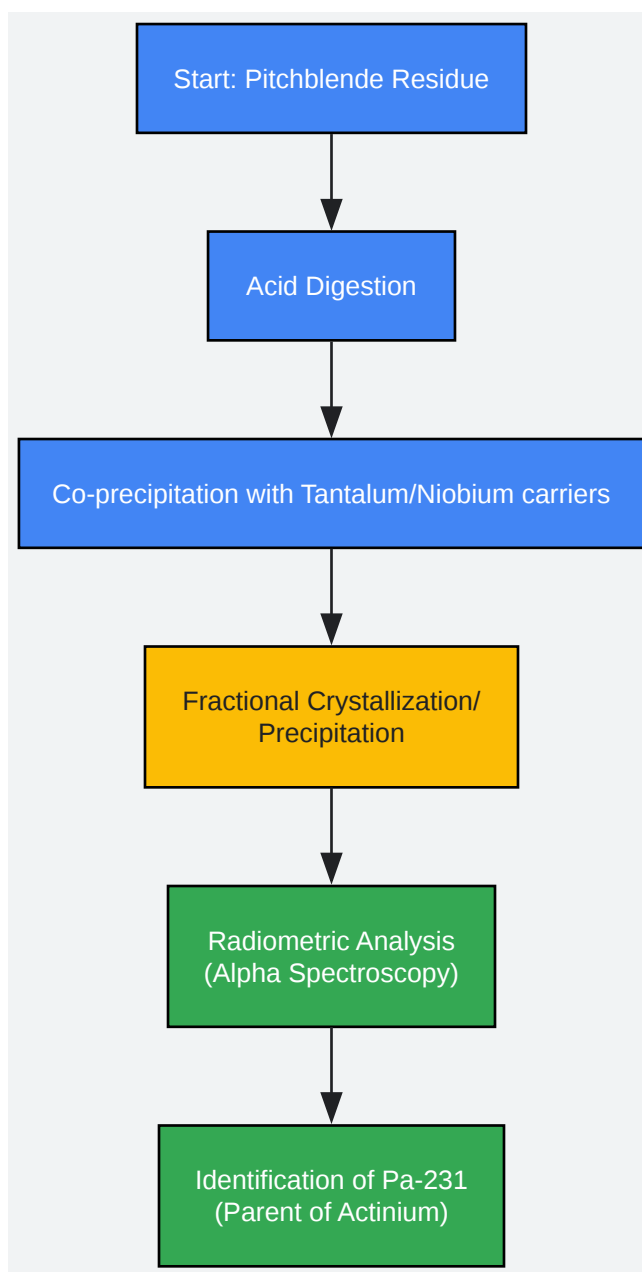 Start: Pitchblende Residue
Acid Digestion
Co-precipitation with Tantalum/Niobium carriers
Fractional Crystallization/
Precipitation
Radiometric Analysis
(Alpha Spectroscopy)
Identification of Pa-231
(Parent of Actinium)